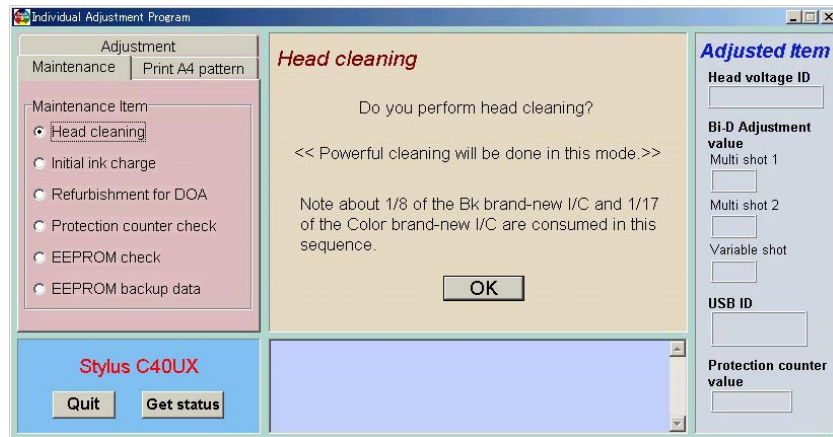 Individual Adjustment Program
Adjustment
Maintenance
Print A4 pattern
Maintenance Item
Head cleaning
Initial ink charge
Refurbishment for DOA
Protection counter check
EEPROM check
EEPROM backup data
Head cleaning
Do you perform head cleaning?
<< Powerful cleaning will be done in this mode.>>
Note about 1/8 of the Bk brand-new I/C and 1/17
of the Color brand-new I/C are consumed in this
sequence.
OK
Adjusted Item
Head voltage ID
Bi-D Adjustment
value
Multi shot 1
Multi shot 2
Variable shot
USB ID
Protection counter
value
Stylus C40UX
Quit
Get status